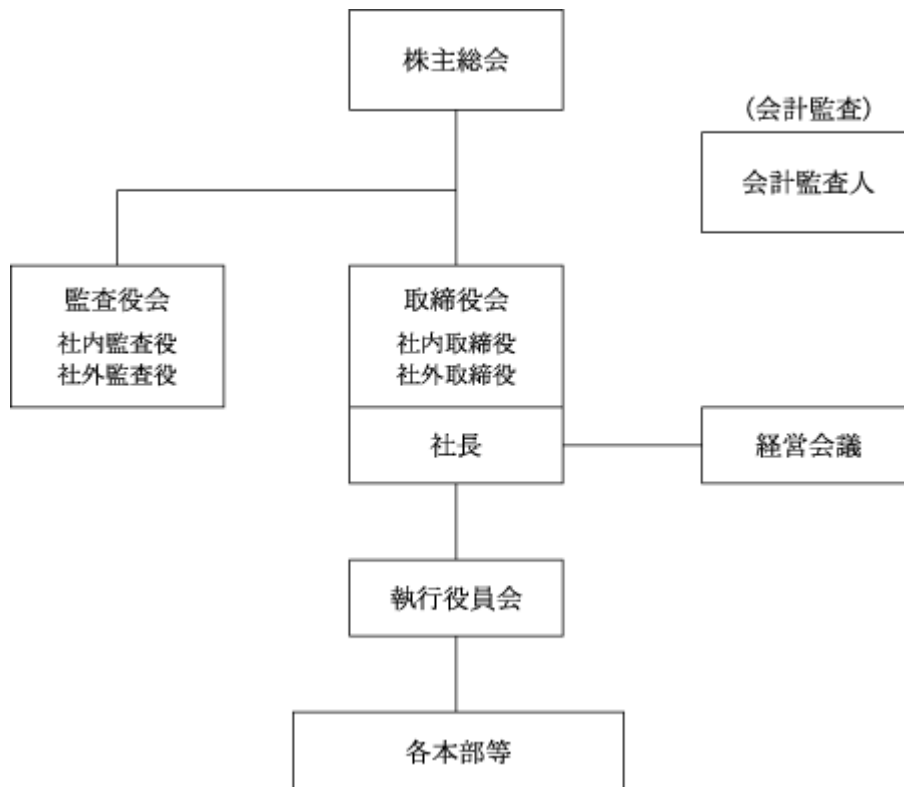 株主総会
(会計監査)
会計監査人
監査役会
社内監査役
社外監査役
取締役会
社内取締役
社外取締役
社長
経営会議
執行役員会
各本部等